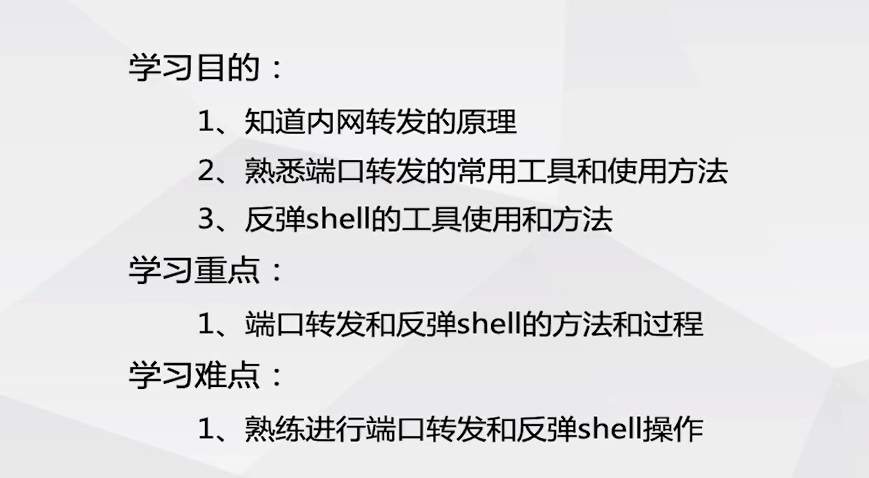 学习目的：
1、知道内网转发的原理
2、熟悉端口转发的常用工具和使用方法
3、反弹shell的工具使用和方法
学习重点：
1、端口转发和反弹shell的方法和过程
学习难点：
1、熟练进行端口转发和反弹shell操作